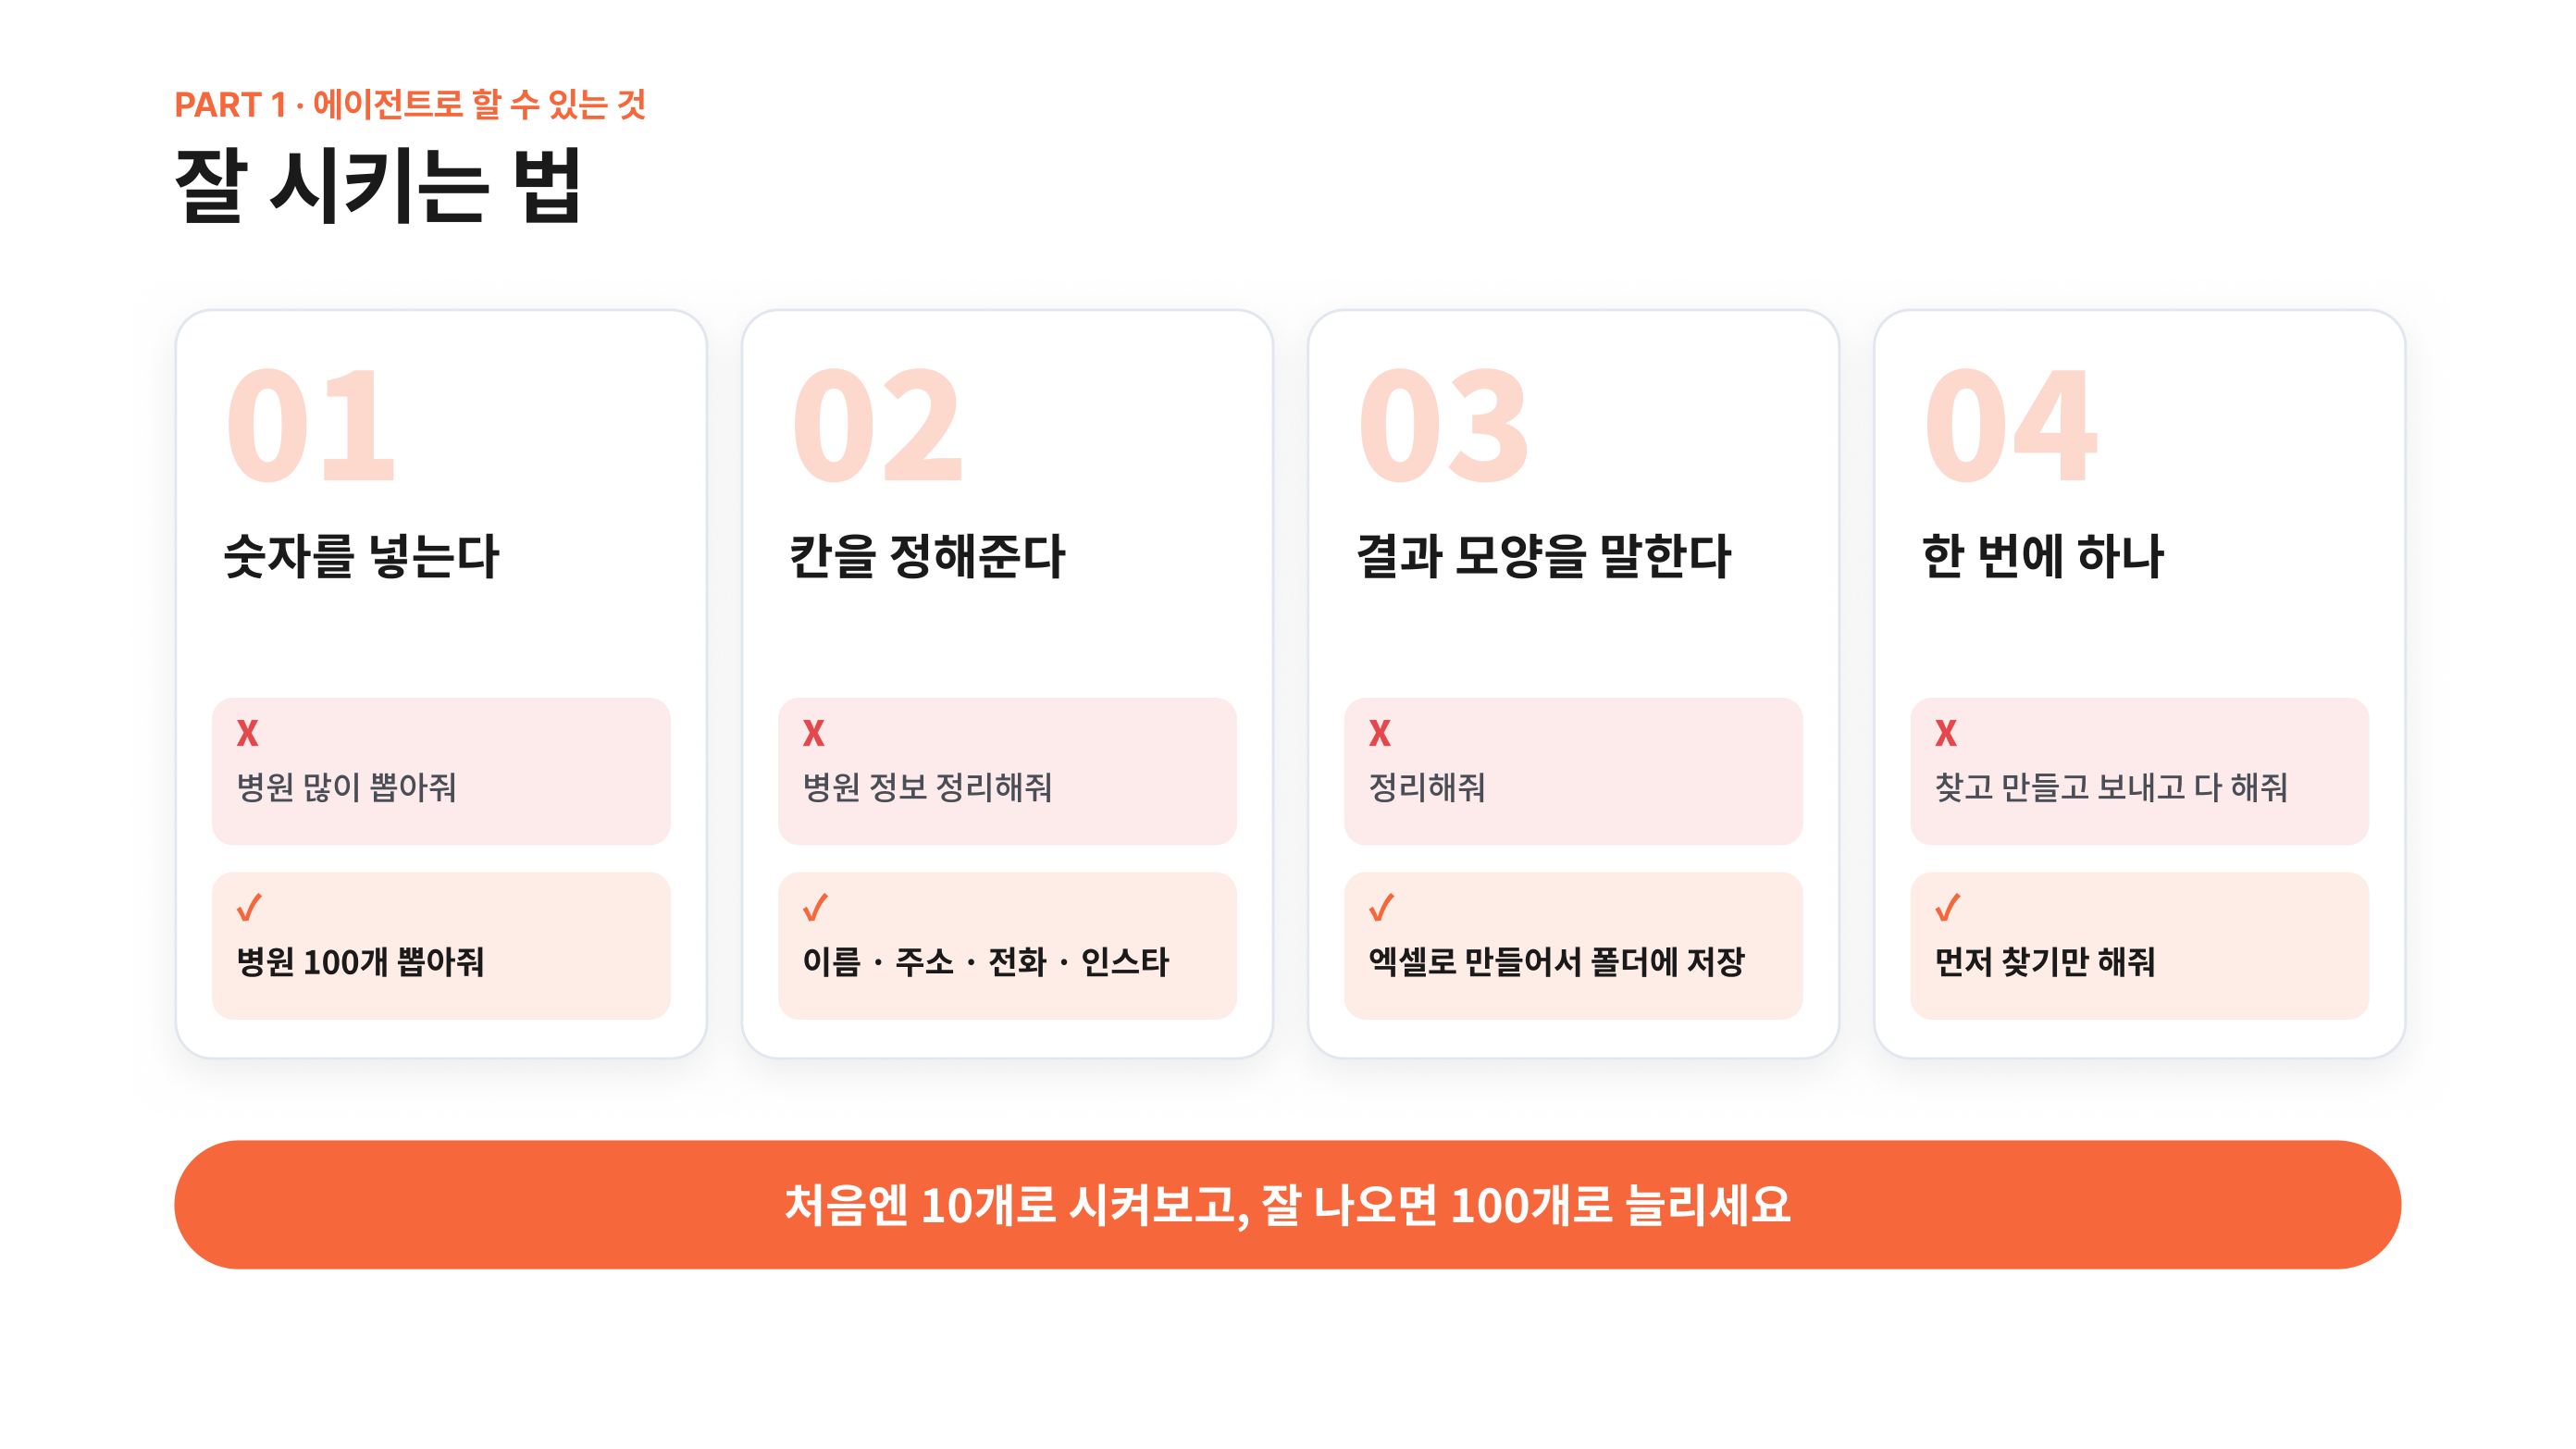 PART 1 · 에이전트로 할 수 있는 것
잘 시키는 법
01
숫자를 넣는다
X
병원 많이 뽑아줘
✓
병원 100개 뽑아줘
02
칸을 정해준다
X
병원 정보 정리해줘
✓
이름 · 주소 · 전화 · 인스타
03
결과 모양을 말한다
X
정리해줘
✓
엑셀로 만들어서 폴더에 저장
04
한 번에 하나
X
찾고 만들고 보내고 다 해줘
✓
먼저 찾기만 해줘
처음엔 10개로 시켜보고, 잘 나오면 100개로 늘리세요